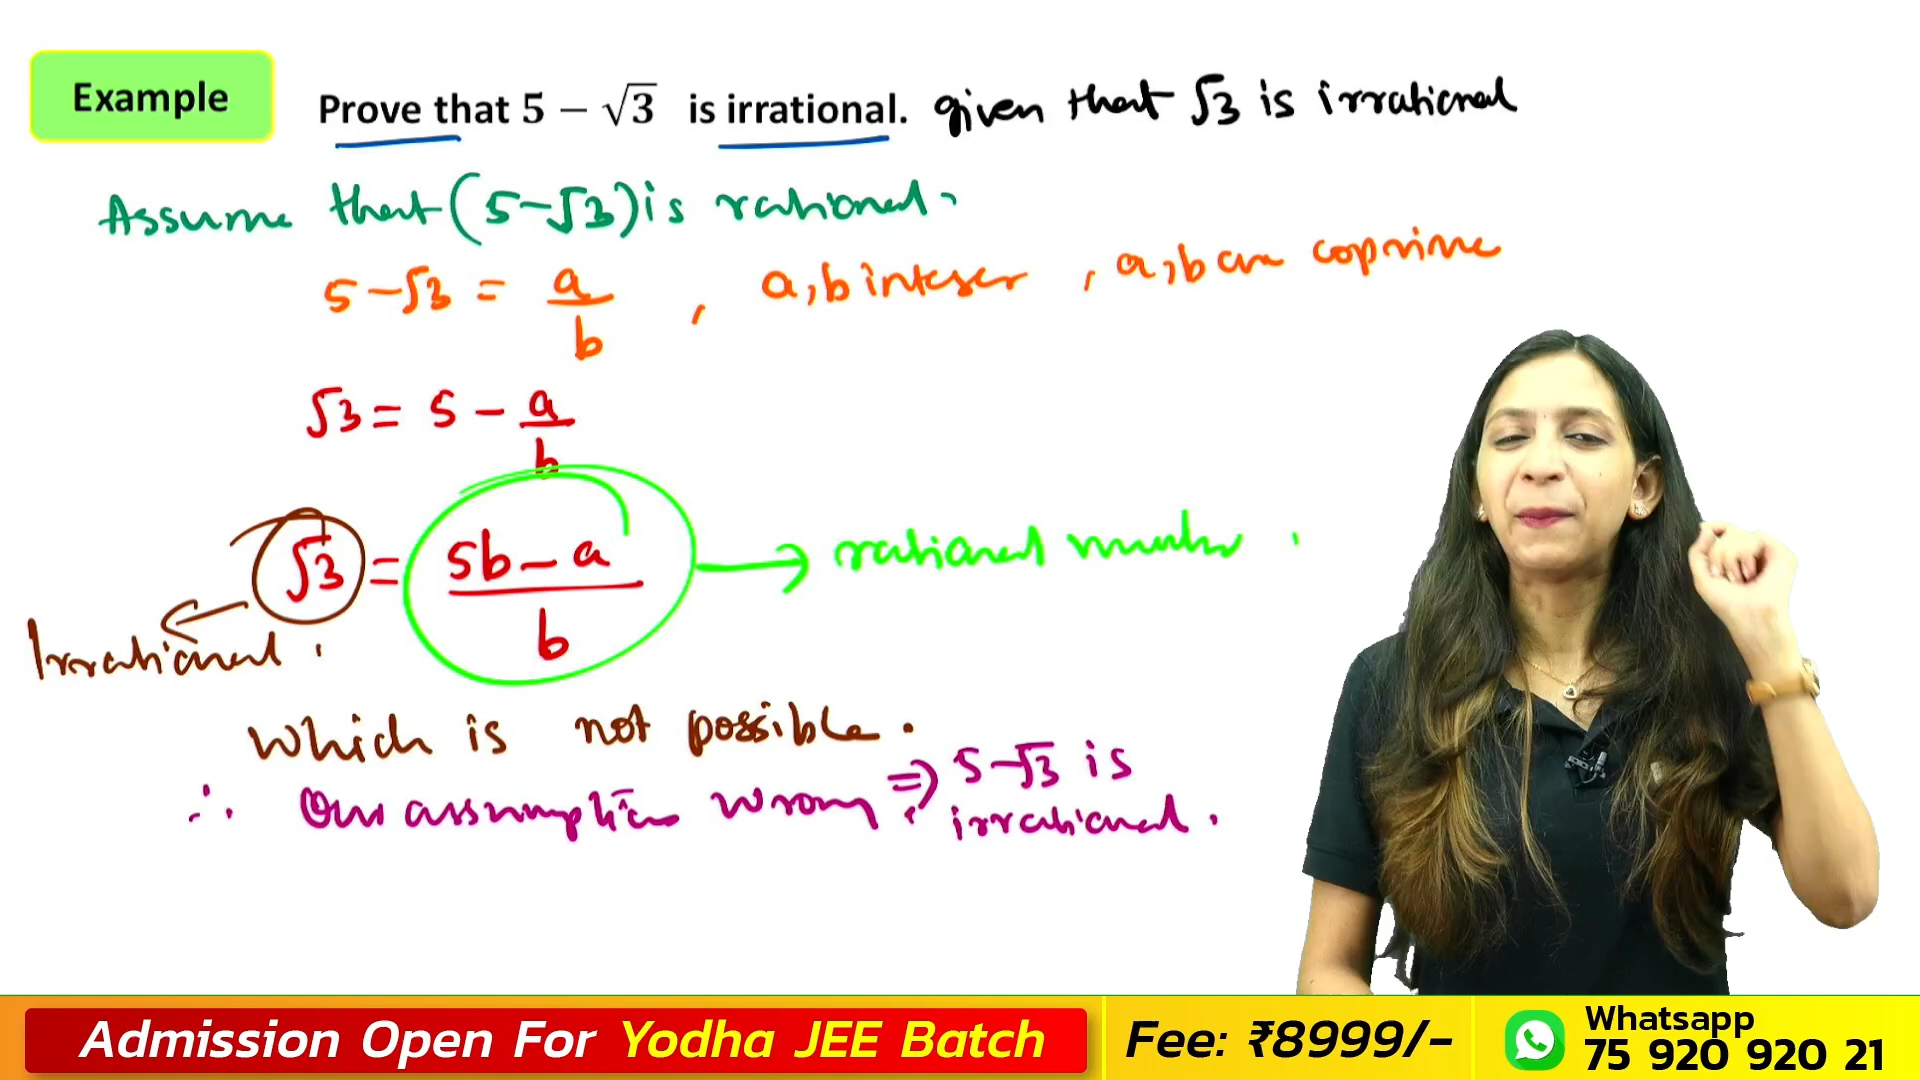 Example
Prove that 5 − √3 is irrational. given that √3 is irrational
Assume that (5-√3) is rational.
5-√3 = a/b , a,b integer , a,b are coprime
√3 = 5 - a/b
√3 = 5b-a/b → rational number.
Irrational.
which is not possible.
∴ Our assumption wrong ⇒ 5-√3 is
irrational.
Admission Open For Yodha JEE Batch
Fee: ₹8999/-
Whatsapp
75 920 920 21